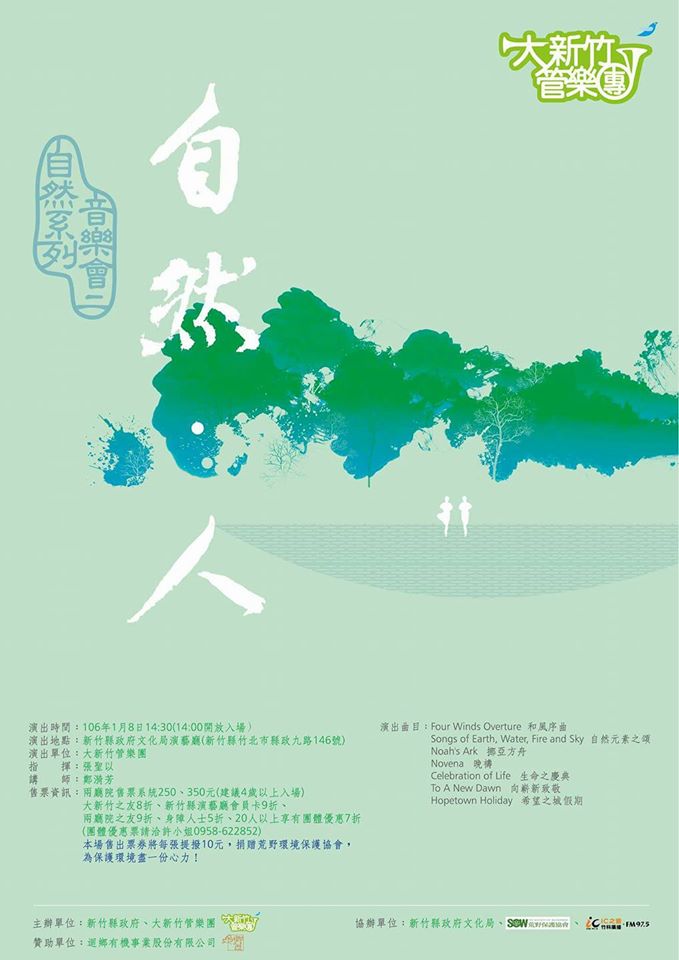 大新竹
管樂團
自然系列
音樂會二
自然人
演出時間：106年1月8日14:30(14:00開放入場)
演出地點：新竹縣政府文化局演藝廳(新竹縣竹北市縣政九路146號)
演出單位：大新竹管樂團
指　　揮：張聖以
講　　師：鄭滴芳
售票資訊：兩廳院售票系統250、350元(建議4歲以上入場)
大新竹之友8折、新竹縣演藝廳會員卡9折、
兩廳院之友9折、身障人士5折、20人以上享有團體優惠7折
(團體優惠票請洽許小姐0958-622852)
本場售出票券將每張提撥10元，捐贈荒野環境保護協會，
為保護環境盡一份心力！
演出曲目：Four Winds Overture 和風序曲
Songs of Earth, Water, Fire and Sky 自然元素之頌
Noah's Ark 挪亞方舟
Novena 晚禱
Celebration of Life 生命之慶典
To A New Dawn 向嶄新致敬
Hopetown Holiday 希望之城假期
主辦單位：新竹縣政府、大新竹管樂團 大新竹管樂團
贊助單位：迴鄉有機事業股份有限公司
協辦單位：新竹縣政府文化局、SOW 荒野保護協會、IC之音 竹科廣播・FM97.5